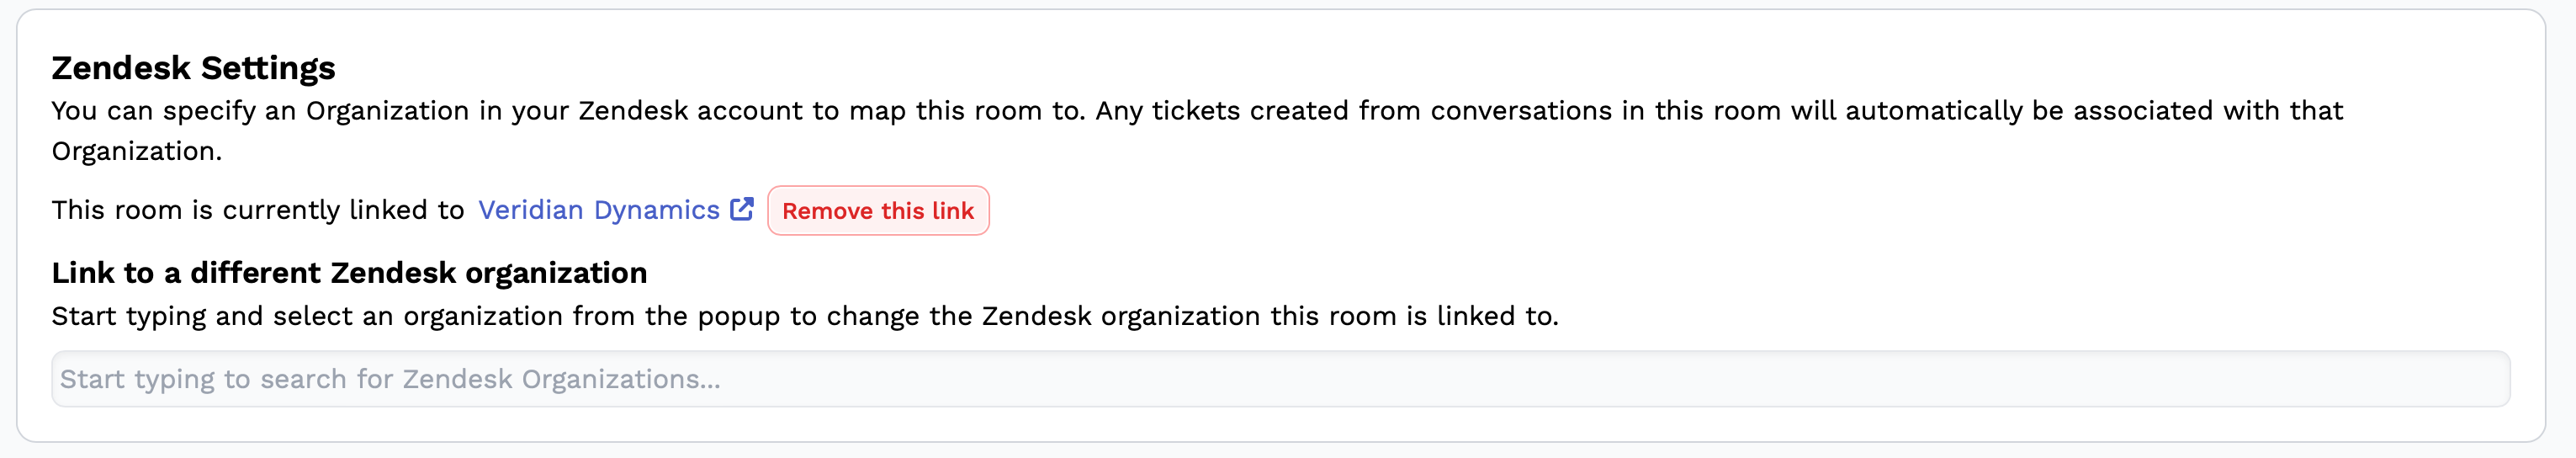 Zendesk Settings
You can specify an Organization in your Zendesk account to map this room to. Any tickets created from conversations in this room will automatically be associated with that
Organization.
This room is currently linked to Veridian Dynamics Remove this link
Link to a different Zendesk organization
Start typing and select an organization from the popup to change the Zendesk organization this room is linked to.
Start typing to search for Zendesk Organizations...